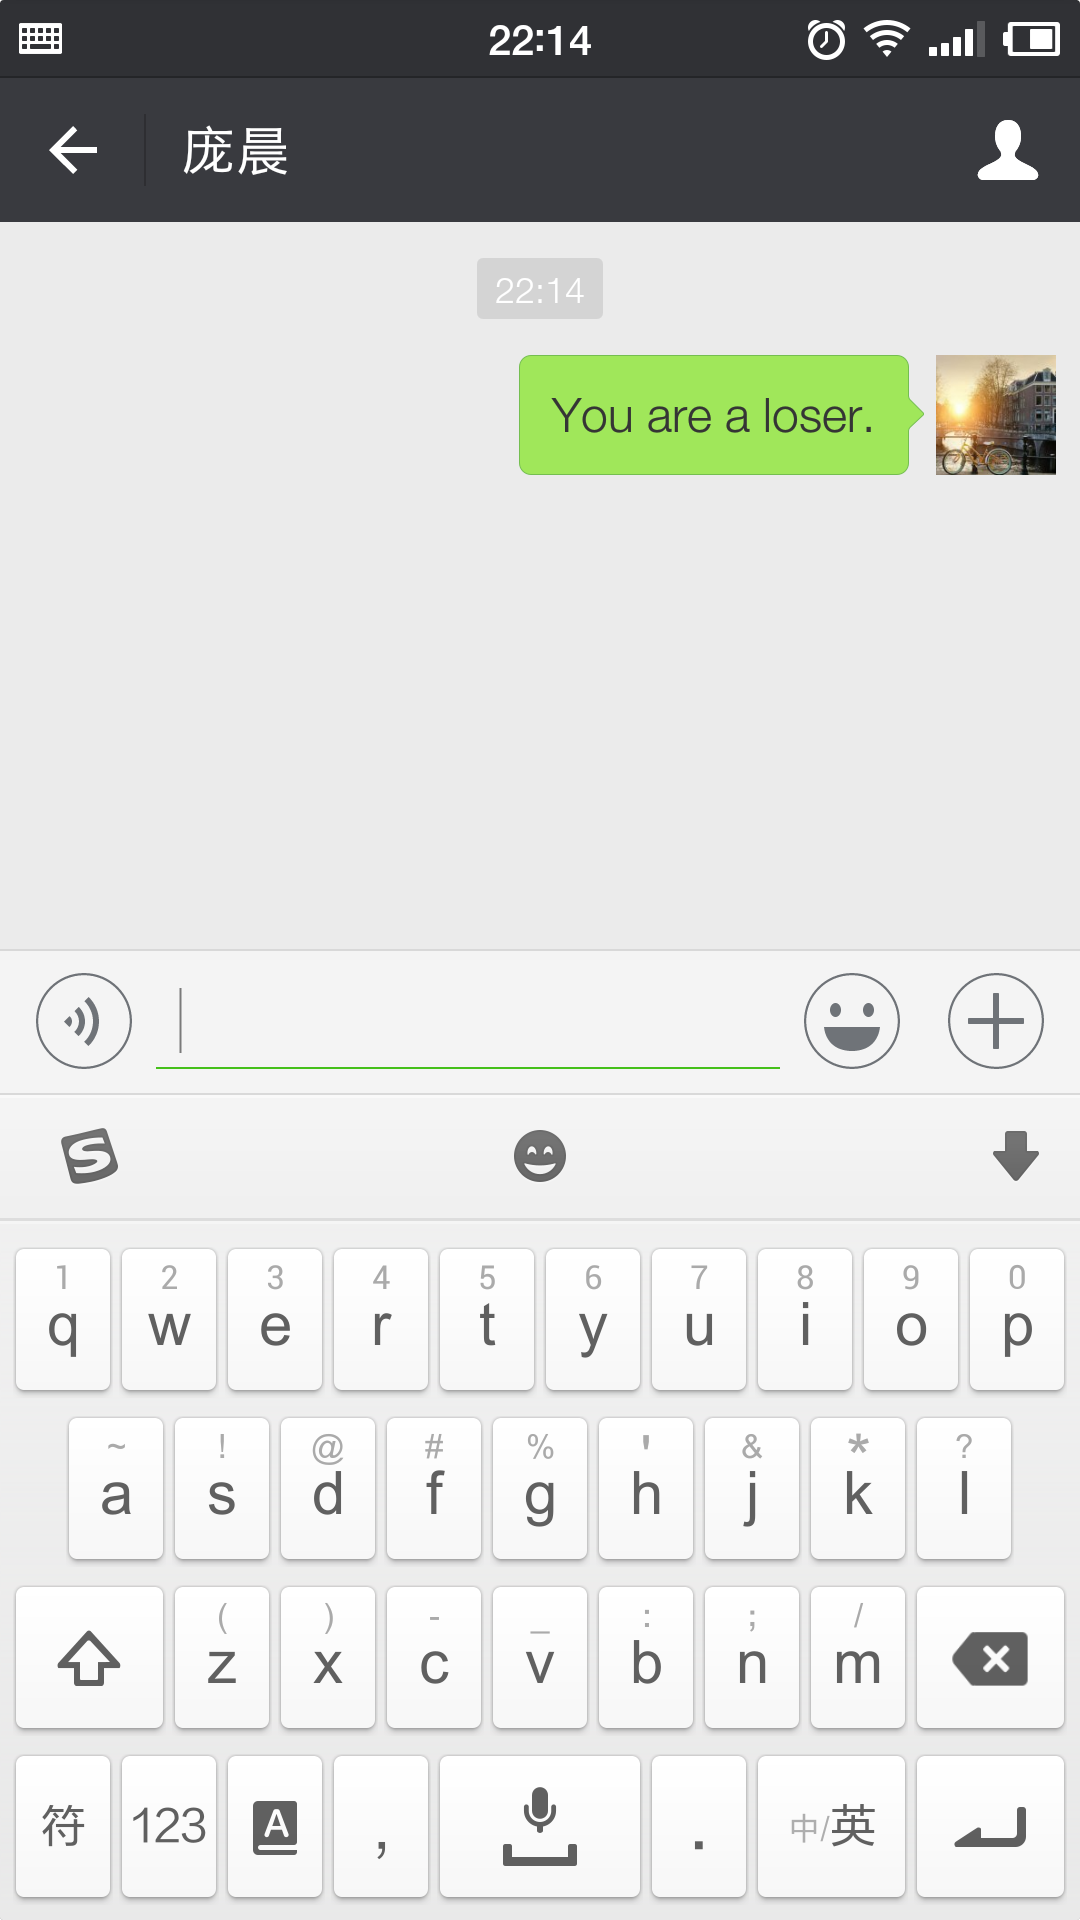 22:14
庞晨
22:14
You are a loser.
1 2 3 4 5 6 7 8 9 0
q w e r t y u i o p
~ ! @ # % ' & * ?
a s d f g h j k l
( ) - _ : ; /
z x c v b n m
符 123 A , . 中/英